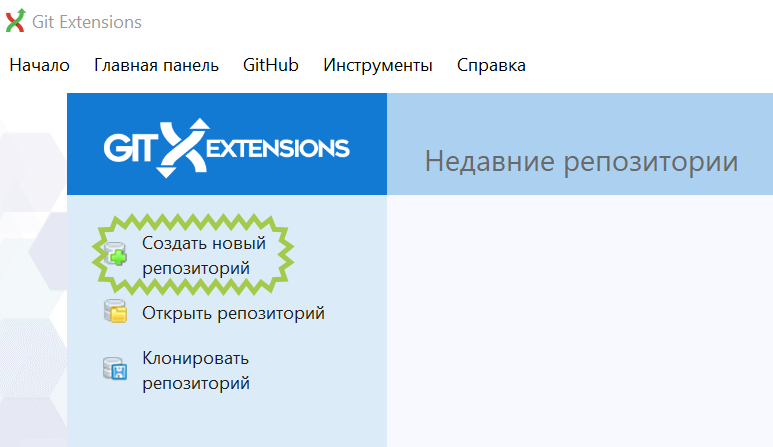 Git Extensions
Начало Главная панель GitHub Инструменты Справка
GIT EXTENSIONS
Недавние репозитории
Создать новый
репозиторий
Открыть репозиторий
Клонировать
репозиторий